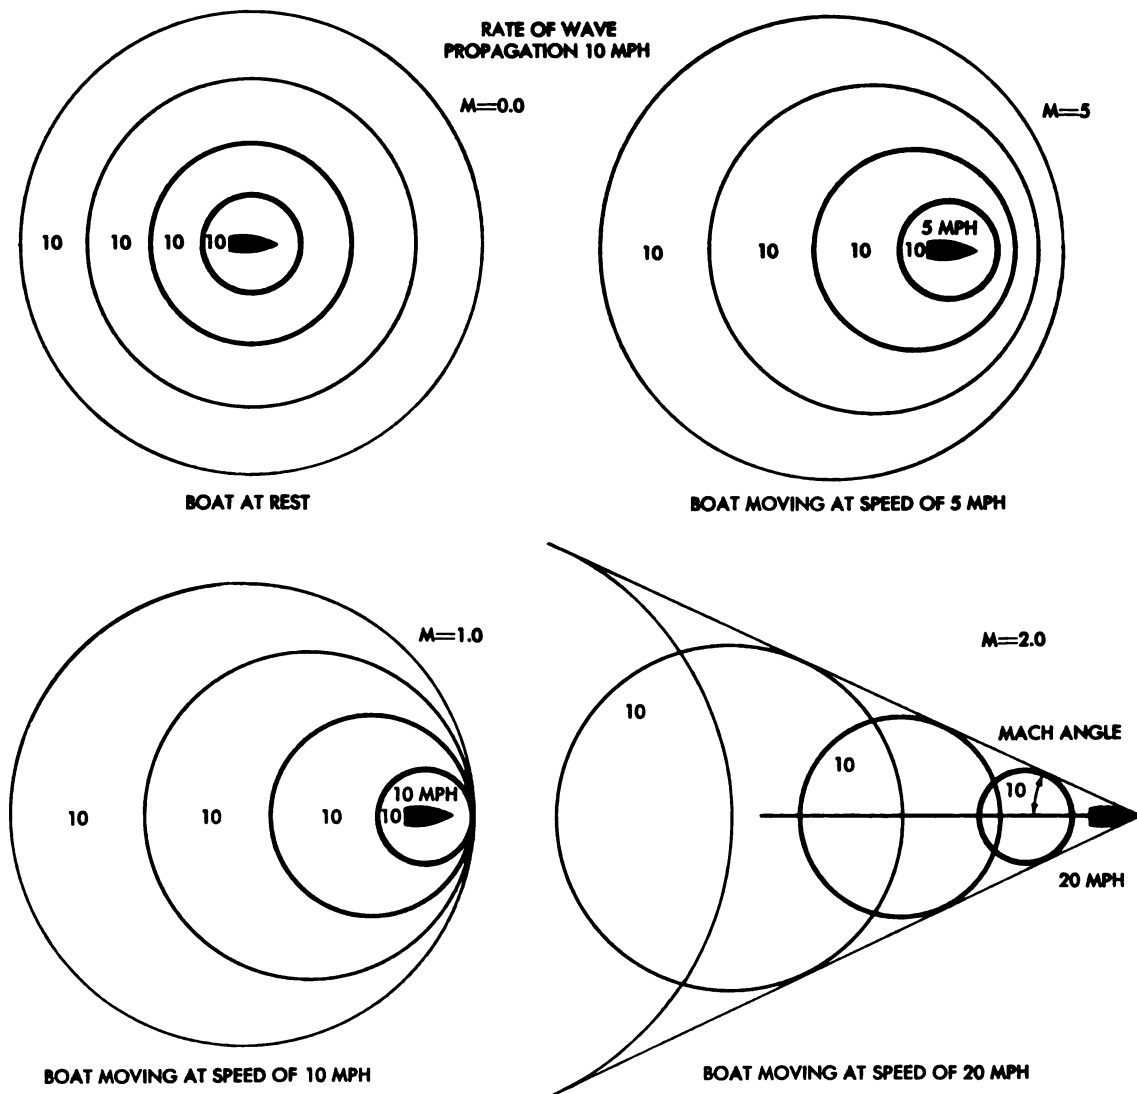 RATE OF WAVE
PROPAGATION 10 MPH
M=0.0
10 10 10 10
BOAT AT REST
M=5
5 MPH
10 10 10 10
BOAT MOVING AT SPEED OF 5 MPH
M=1.0
10 MPH
10 10 10 10
BOAT MOVING AT SPEED OF 10 MPH
M=2.0
10
MACH ANGLE
10
10
20 MPH
BOAT MOVING AT SPEED OF 20 MPH